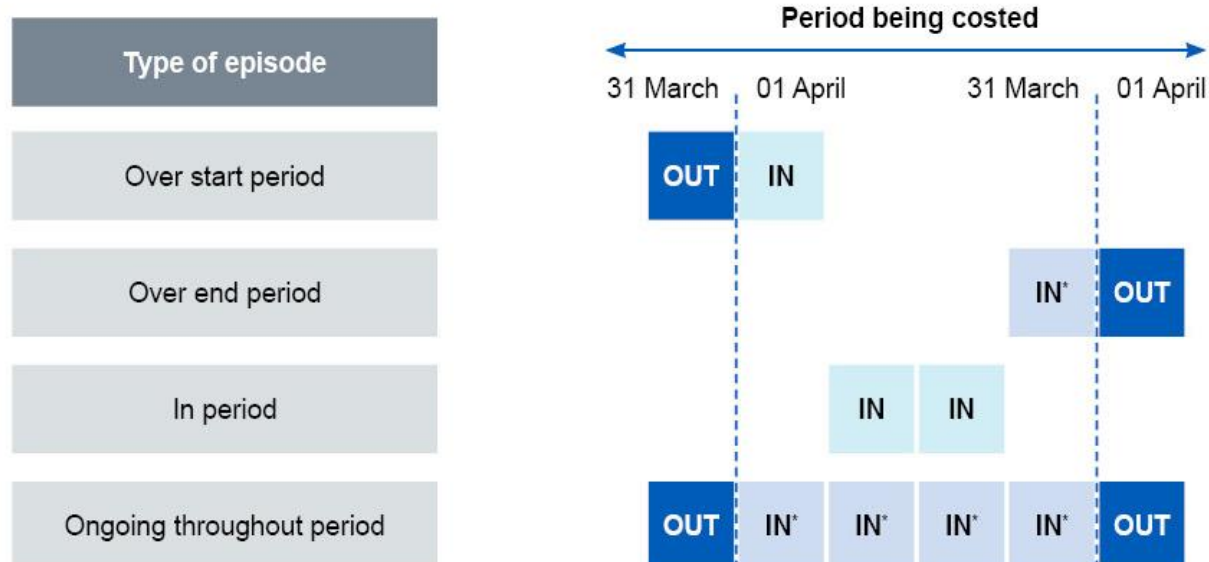 Period being costed
Type of episode
31 March 01 April 31 March 01 April
Over start period OUT IN
Over end period IN* OUT
In period IN IN
Ongoing throughout period OUT IN* IN* IN* IN* OUT